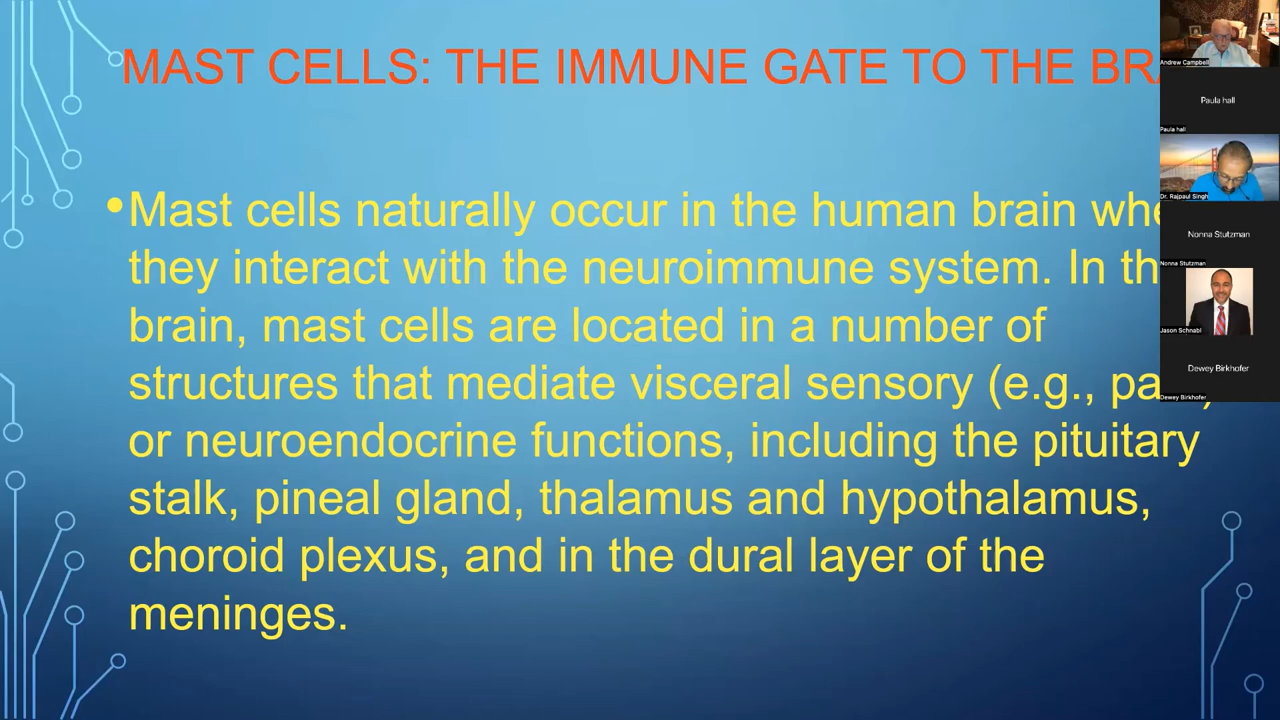 MAST CELLS: THE IMMUNE GATE TO THE
• Mast cells naturally occur in the human brain
they interact with the neuroimmune system. In
brain, mast cells are located in a number of
structures that mediate visceral sensory (e.g.,
or neuroendocrine functions, including the pituitary
stalk, pineal gland, thalamus and hypothalamus,
choroid plexus, and in the dural layer of the
meninges.
Andrew Campbell
Paula hall
Paula hall
Dr. Rajpaul Singh
Nonna Stutzman
Nonna Stutzman
Jason Schnabl
Dewey Birkhofer
Dewey Birkhofer